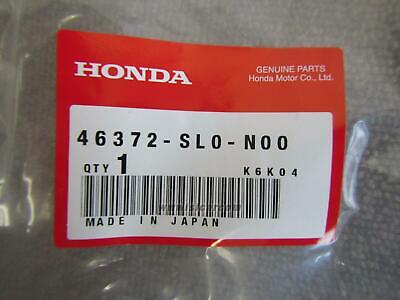 HONDA
GENUINE PARTS
Honda Motor Co., Ltd.
46372-SL0-N00
QTY 1 K6K04
MADE IN JAPAN